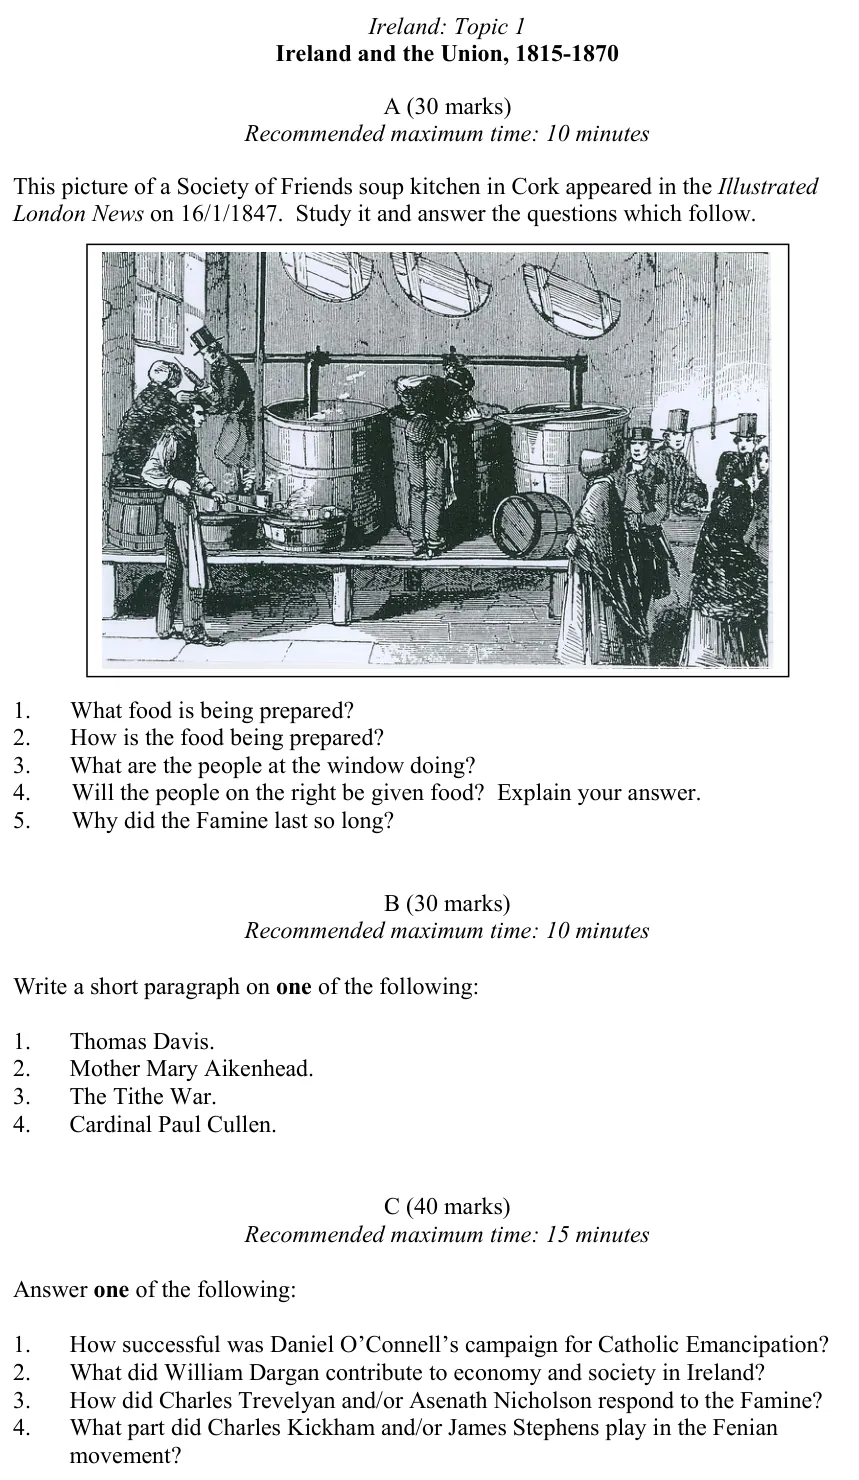 Ireland: Topic 1
Ireland and the Union, 1815-1870
A (30 marks)
Recommended maximum time: 10 minutes
This picture of a Society of Friends soup kitchen in Cork appeared in the Illustrated
London News on 16/1/1847. Study it and answer the questions which follow.
1. What food is being prepared?
2. How is the food being prepared?
3. What are the people at the window doing?
4. Will the people on the right be given food? Explain your answer.
5. Why did the Famine last so long?
B (30 marks)
Recommended maximum time: 10 minutes
Write a short paragraph on one of the following:
1. Thomas Davis.
2. Mother Mary Aikenhead.
3. The Tithe War.
4. Cardinal Paul Cullen.
C (40 marks)
Recommended maximum time: 15 minutes
Answer one of the following:
1. How successful was Daniel O’Connell’s campaign for Catholic Emancipation?
2. What did William Dargan contribute to economy and society in Ireland?
3. How did Charles Trevelyan and/or Asenath Nicholson respond to the Famine?
4. What part did Charles Kickham and/or James Stephens play in the Fenian
movement?